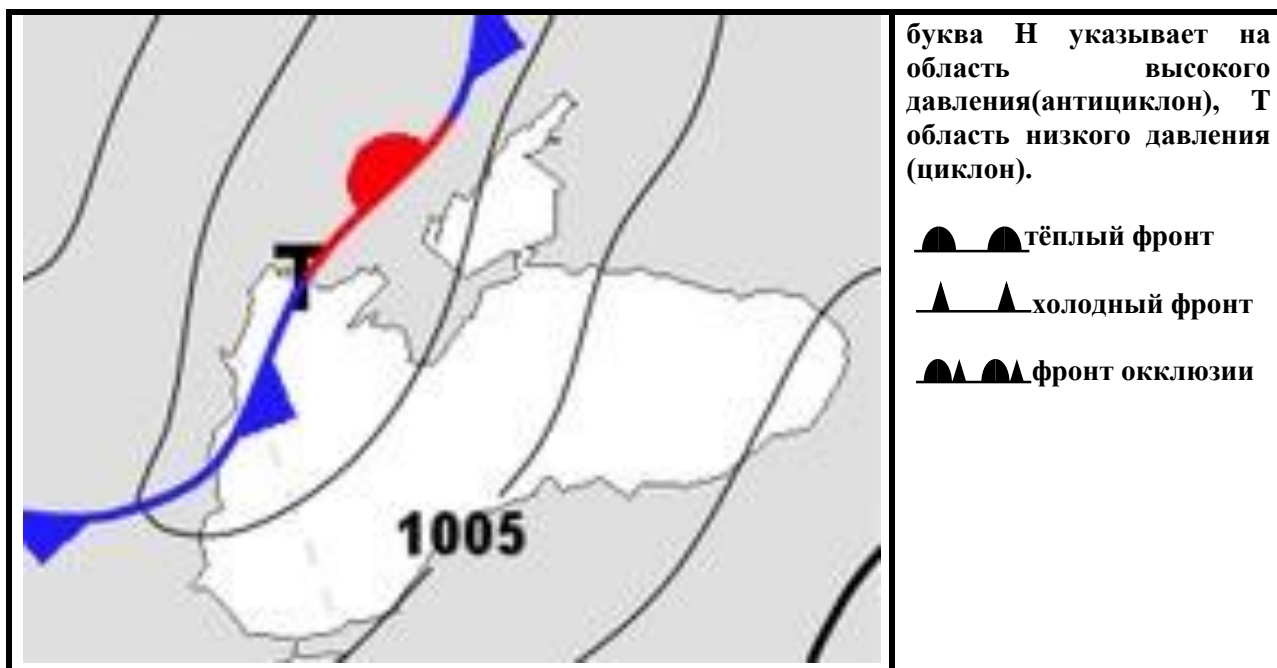 буква Н указывает на
область высокого
давления(антициклон), Т
область низкого давления
(циклон).
тёплый фронт
Т
холодный фронт
фронт окклюзии
1005